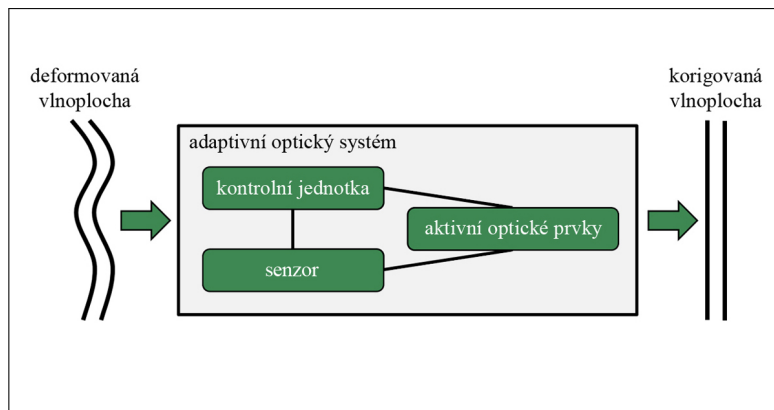 deformovaná
vlnoplocha
korigovaná
vlnoplocha
adaptivní optický systém
kontrolní jednotka
aktivní optické prvky
senzor